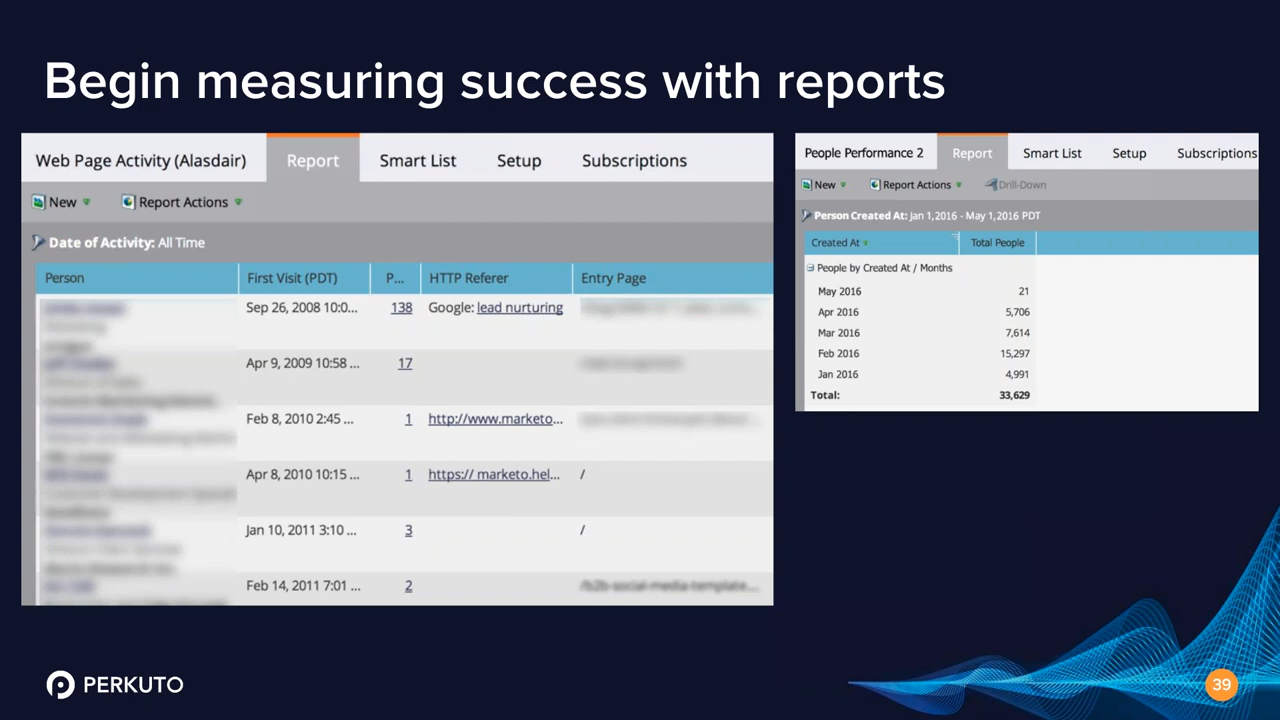 Begin measuring success with reports
Web Page Activity (Alasdair) Report Smart List Setup Subscriptions
New Report Actions
Date of Activity: All Time
Person First Visit (PDT) P... HTTP Referer Entry Page
Sep 26, 2008 10:0... 138 Google: lead nurturing
Apr 9, 2009 10:58 ... 17
Feb 8, 2010 2:45 ... 1 http://www.marketo...
Apr 8, 2010 10:15 ... 1 https:// marketo.hel... /
Jan 10, 2011 3:10 ... 3 /
Feb 14, 2011 7:01 ... 2 /b2b-social-media-template...
People Performance 2 Report Smart List Setup Subscriptions
New Report Actions Drill-Down
Person Created At: Jan 1,2016 - May 1,2016 PDT
Created At Total People
People by Created At / Months
May 2016 21
Apr 2016 5,706
Mar 2016 7,614
Feb 2016 15,297
Jan 2016 4,991
Total: 33,629
PERKUTO
39